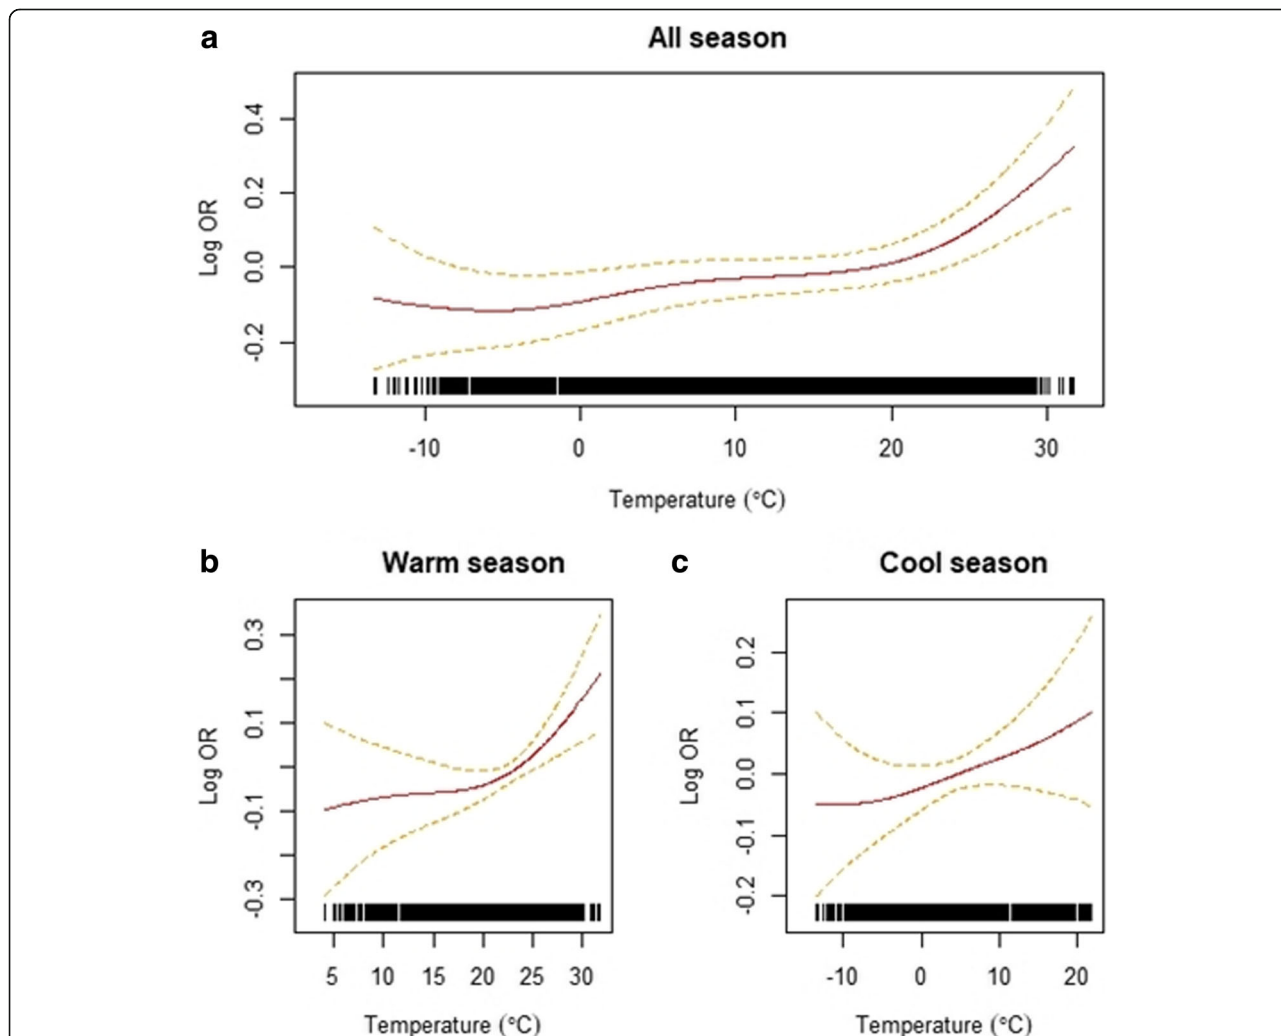 a
All season
Log OR
0.4
0.2
0.0
-0.2
-10 0 10 20 30
Temperature (°C)
b
Warm season
Log OR
0.3
0.1
-0.1
-0.3
5 10 15 20 25 30
Temperature (°C)
c
Cool season
Log OR
0.2
0.1
0.0
-0.1
-0.2
-10 0 10 20
Temperature (°C)